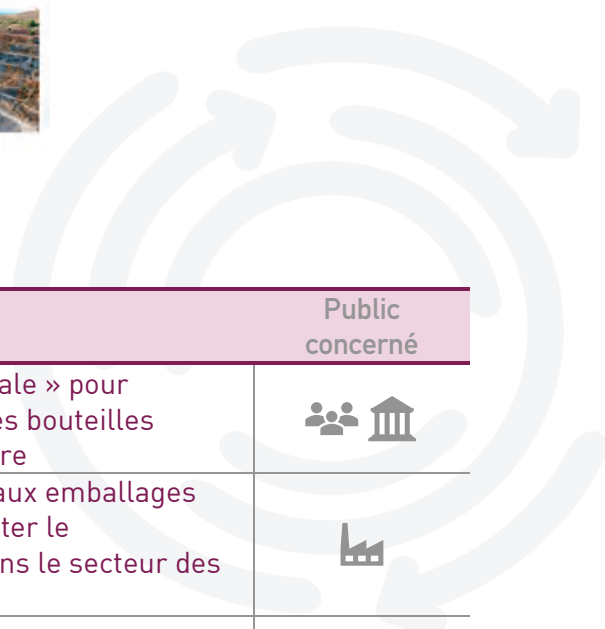 Public
concerné
ale » pour
es bouteilles
re
aux emballages
ter le
ns le secteur des